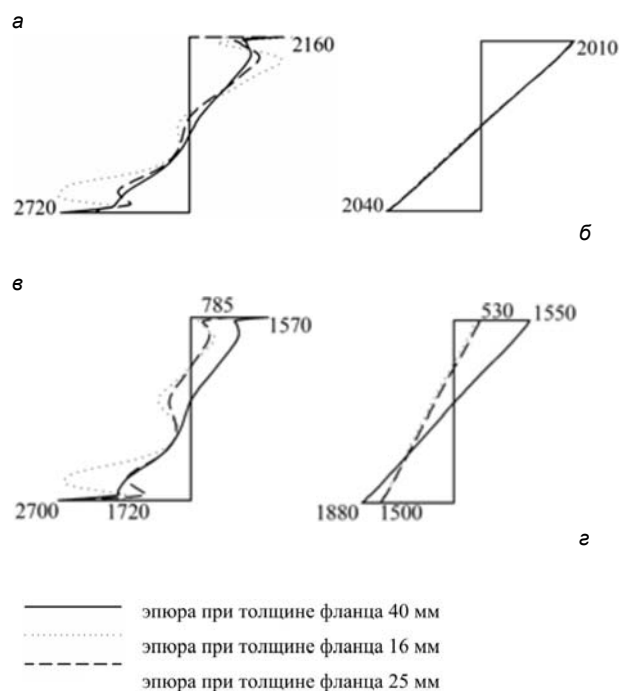 а
2160
2010
2720
2040
б
в
785
1570
530
1550
2700
1720
1880
1500
г
эпюра при толщине фланца 40 мм
эпюра при толщине фланца 16 мм
эпюра при толщине фланца 25 мм